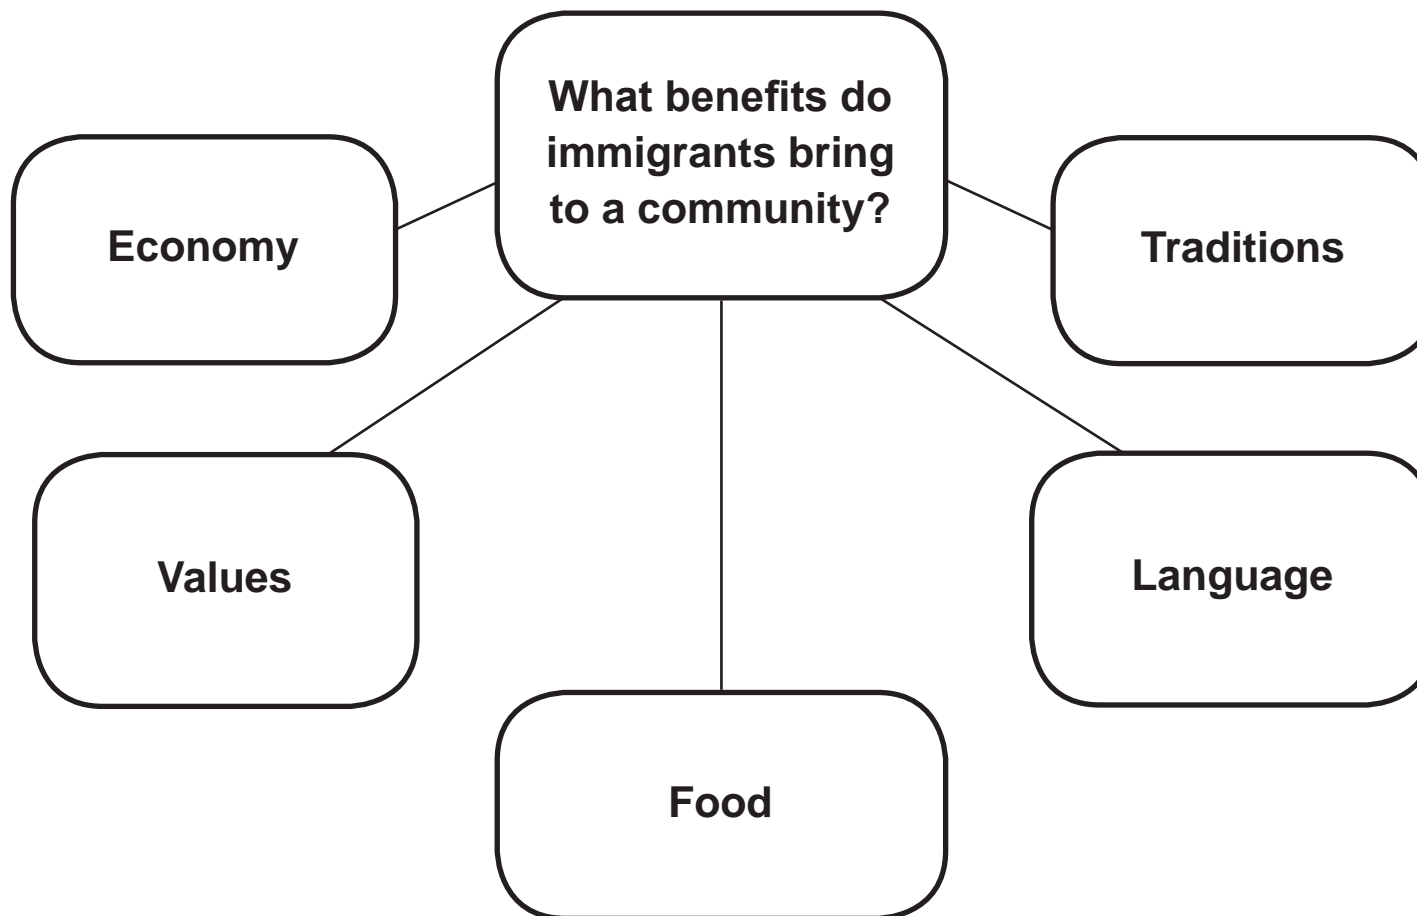 What benefits do
immigrants bring
to a community?
Economy
Traditions
Values
Language
Food